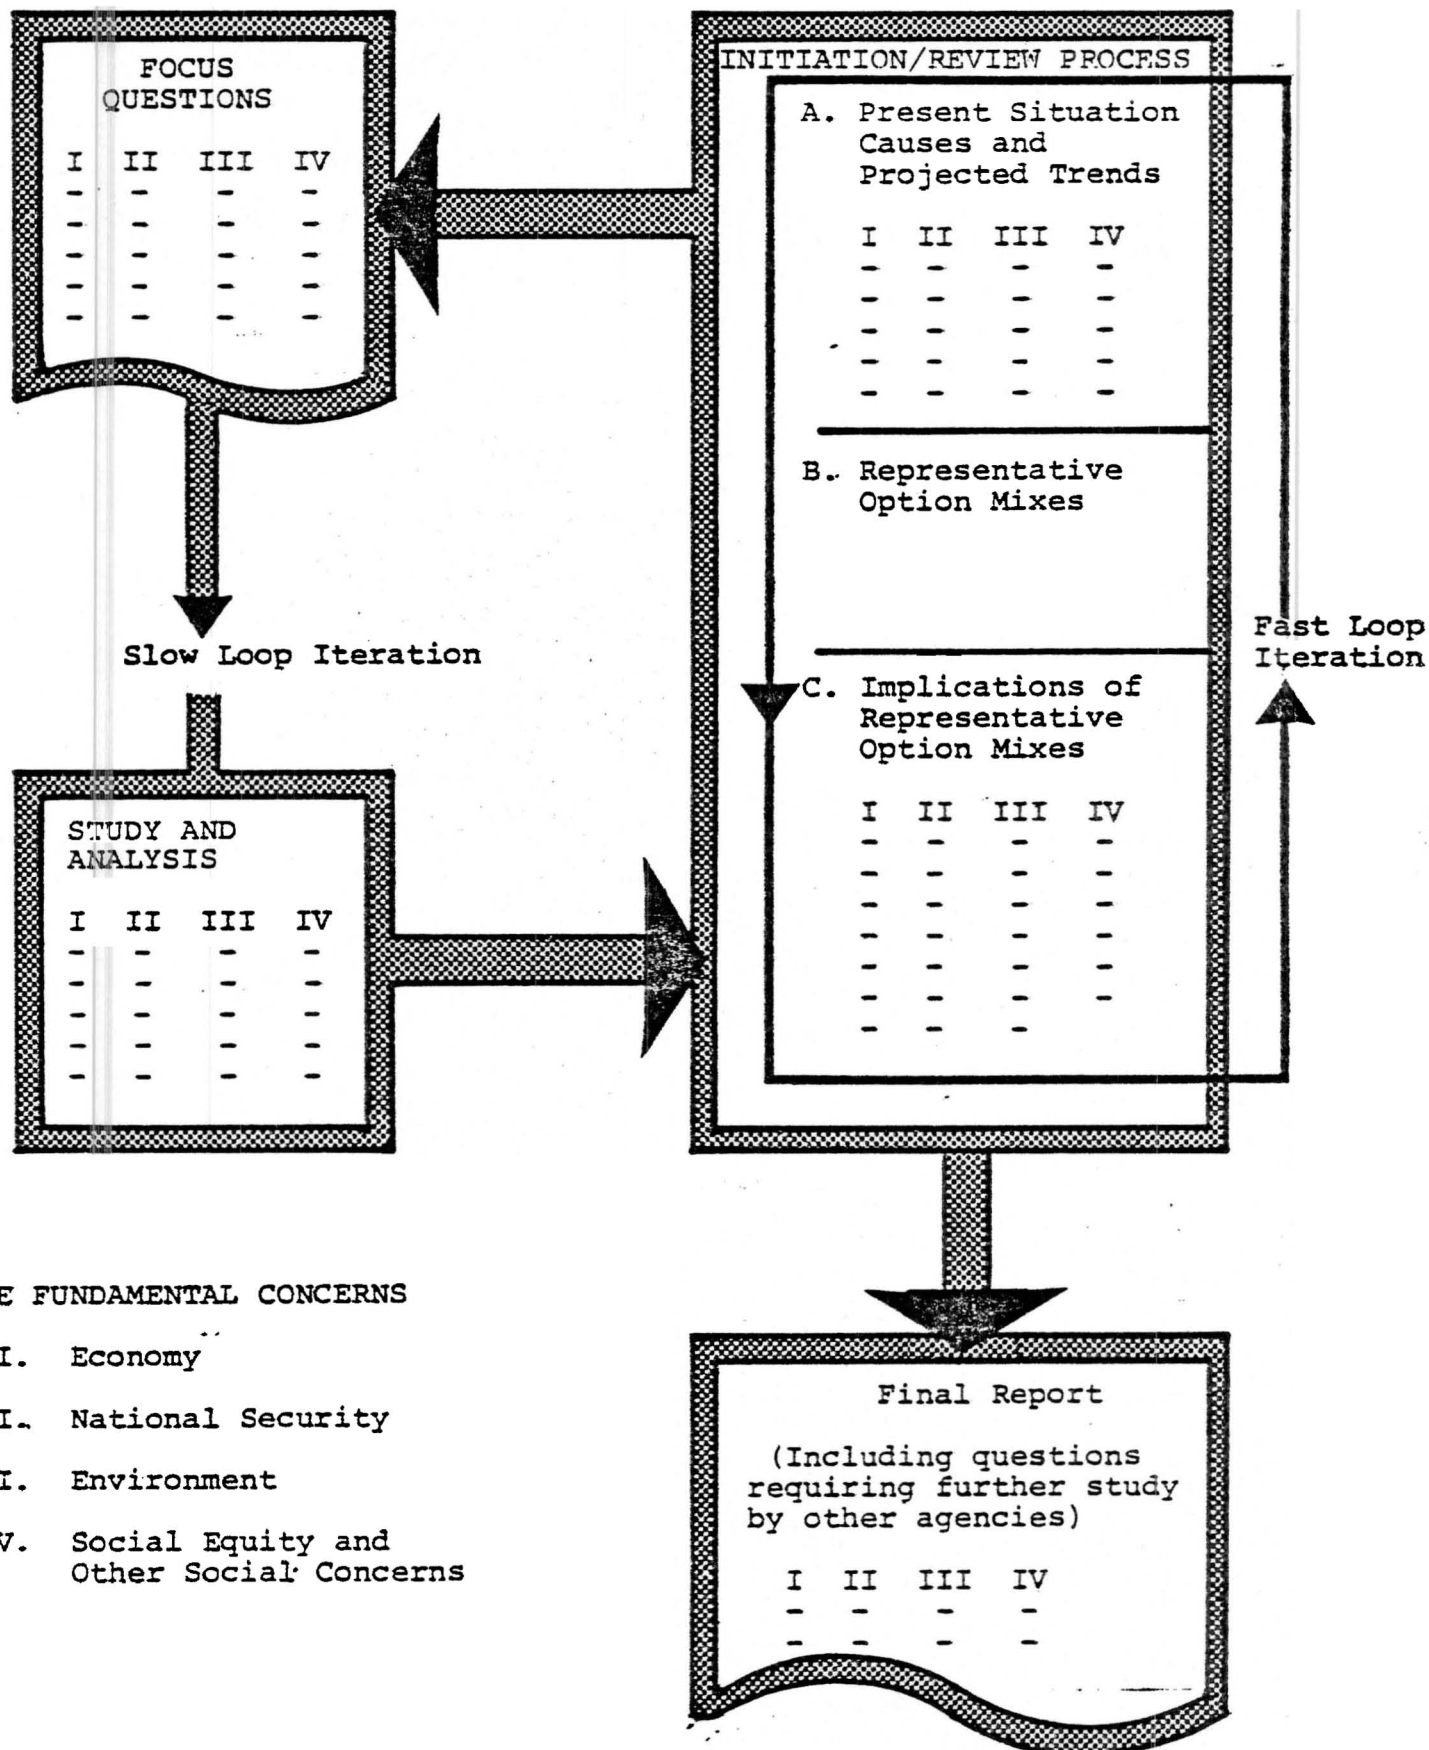 FOCUS
QUESTIONS
I II III IV
- - - -
- - - -
- - - -
- - - -
- - - -
INITIATION/REVIEW PROCESS
A. Present Situation
Causes and
Projected Trends
I II III IV
- - - -
- - - -
- - - -
- - - -
- - - -
B. Representative
Option Mixes
C. Implications of
Representative
Option Mixes
I II III IV
- - - -
- - - -
- - - -
- - - -
- - - -
- - - -
- - -
Fast Loop
Iteration
Slow Loop Iteration
STUDY AND
ANALYSIS
I II III IV
- - - -
- - - -
- - - -
- - - -
- - - -
E FUNDAMENTAL CONCERNS
I. Economy
I. National Security
I. Environment
V. Social Equity and
Other Social Concerns
Final Report
(Including questions
requiring further study
by other agencies)
I II III IV
- - - -
- - - -